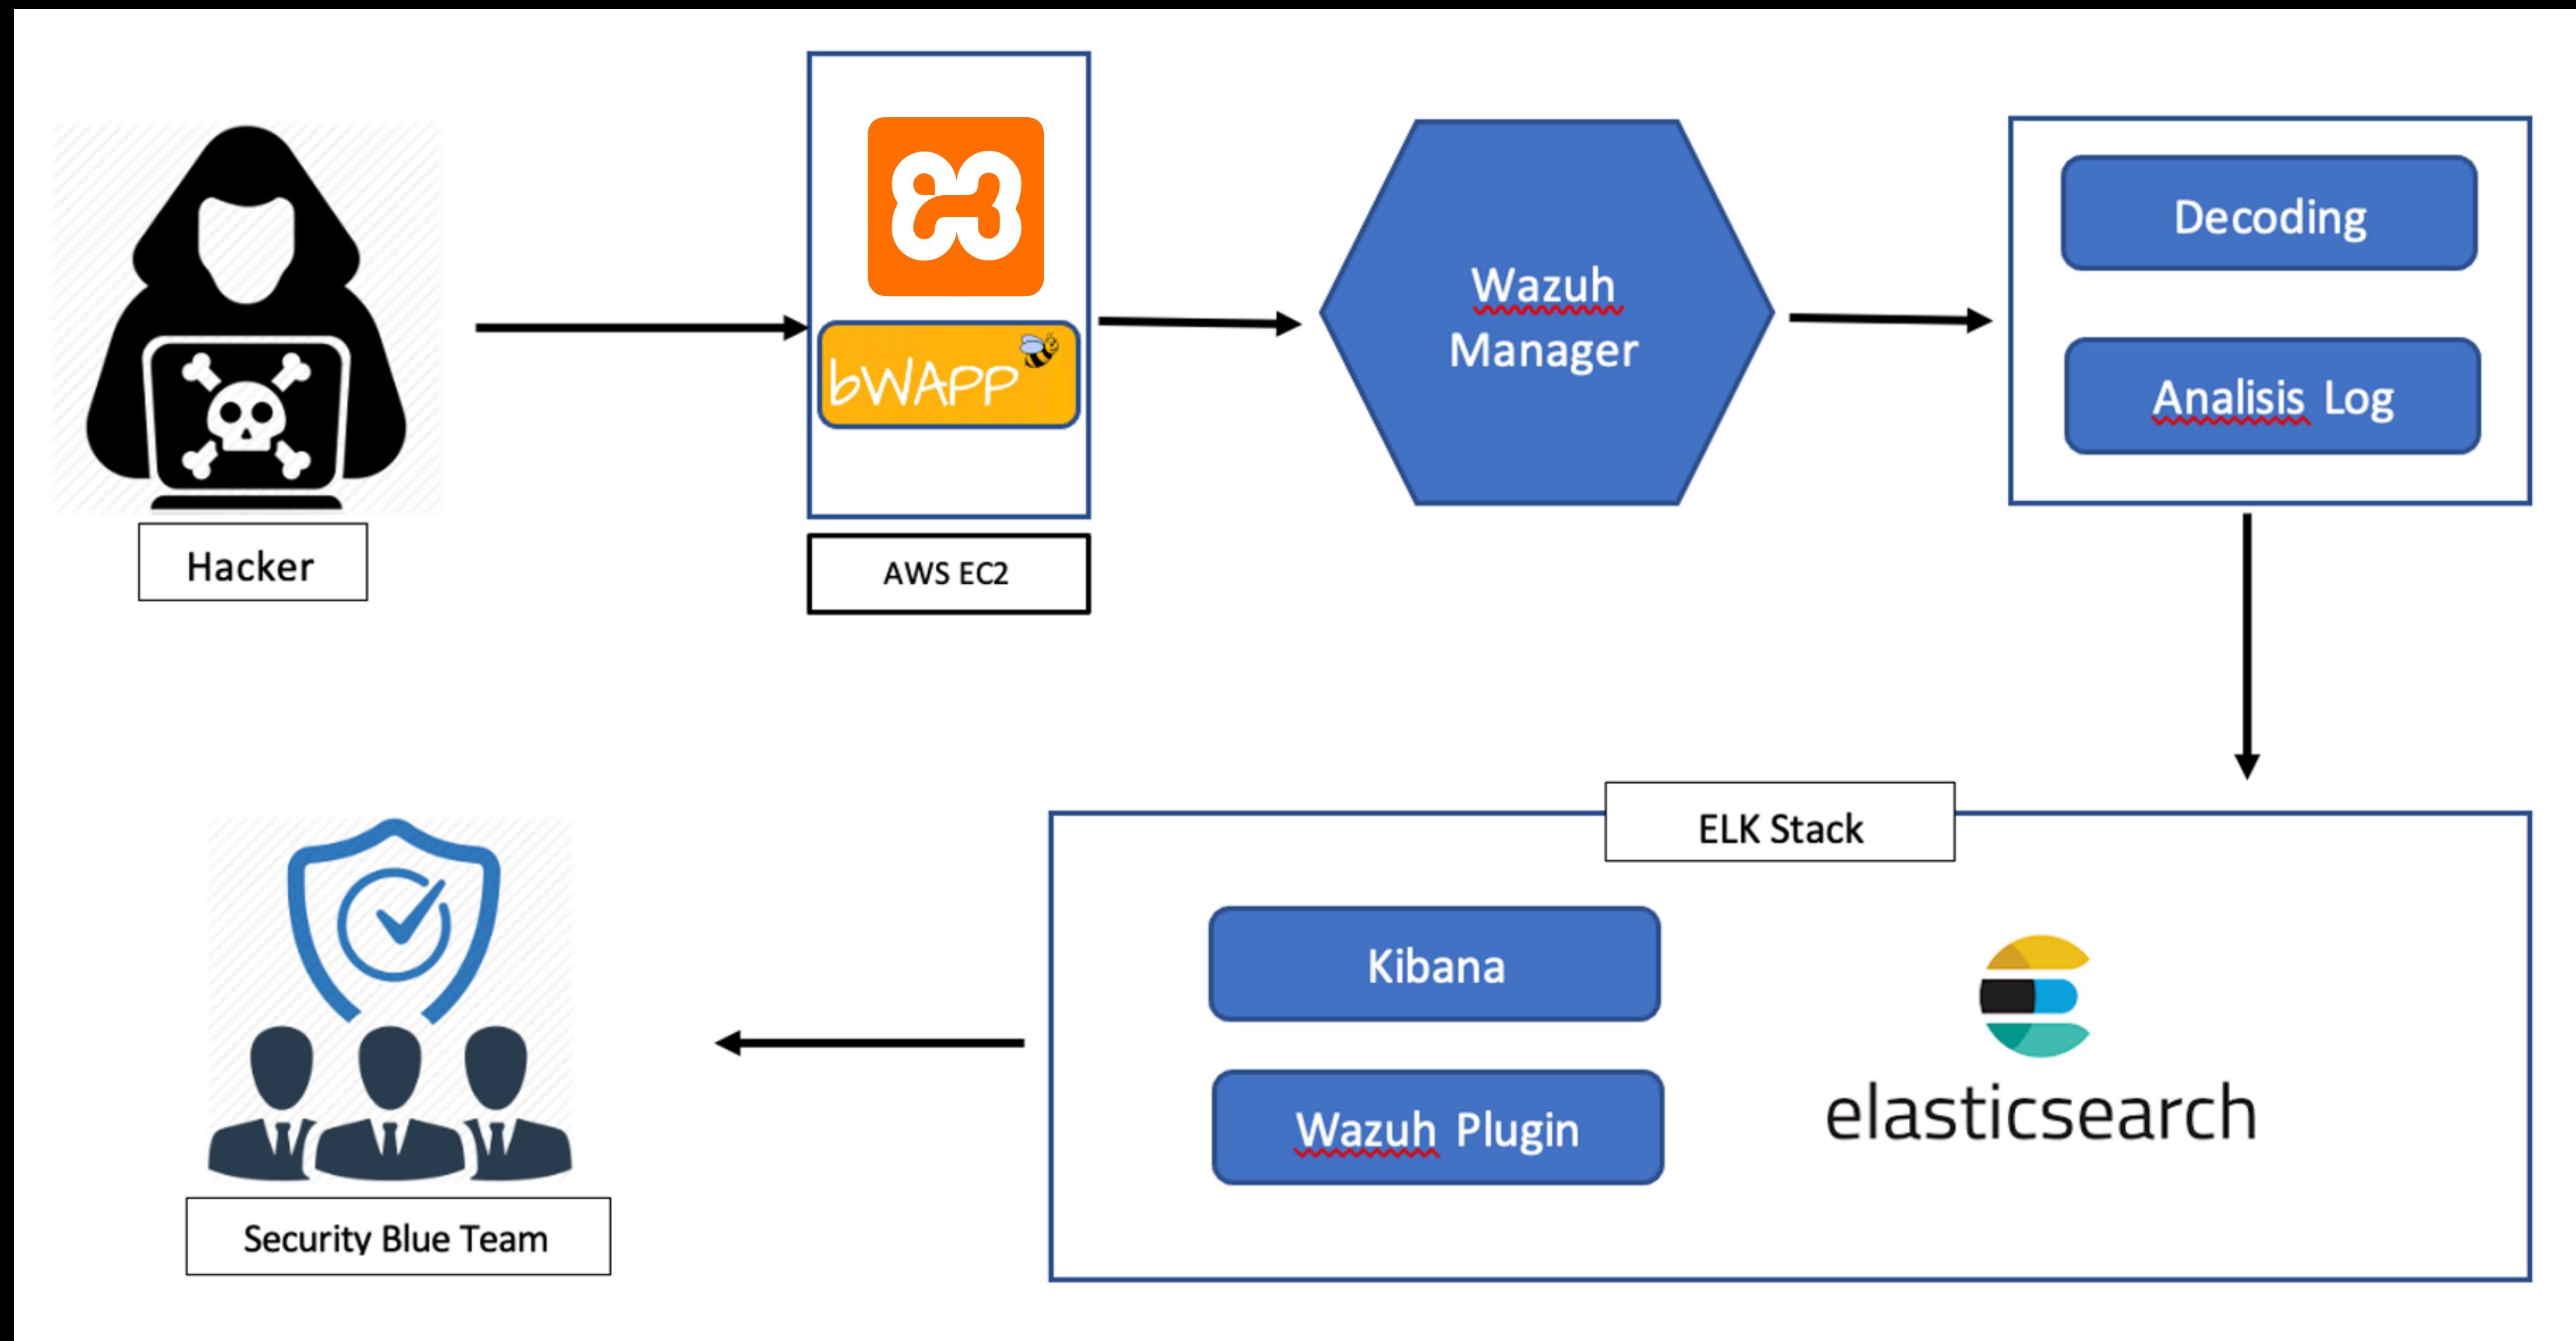 Hacker
bWAPP
AWS EC2
Wazuh
Manager
Decoding
Analisis Log
ELK Stack
Kibana
Wazuh Plugin
elasticsearch
Security Blue Team